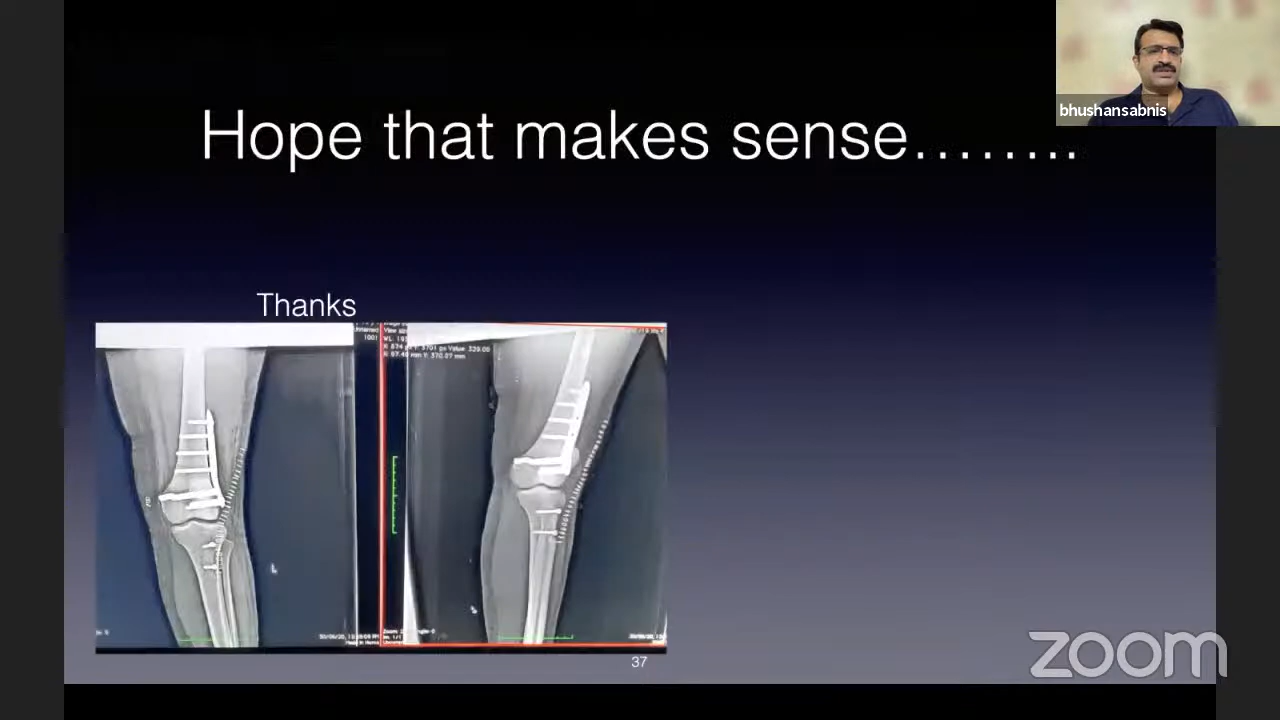 bhushansabnis
Hope that makes sense........
Thanks
L
37
zoom